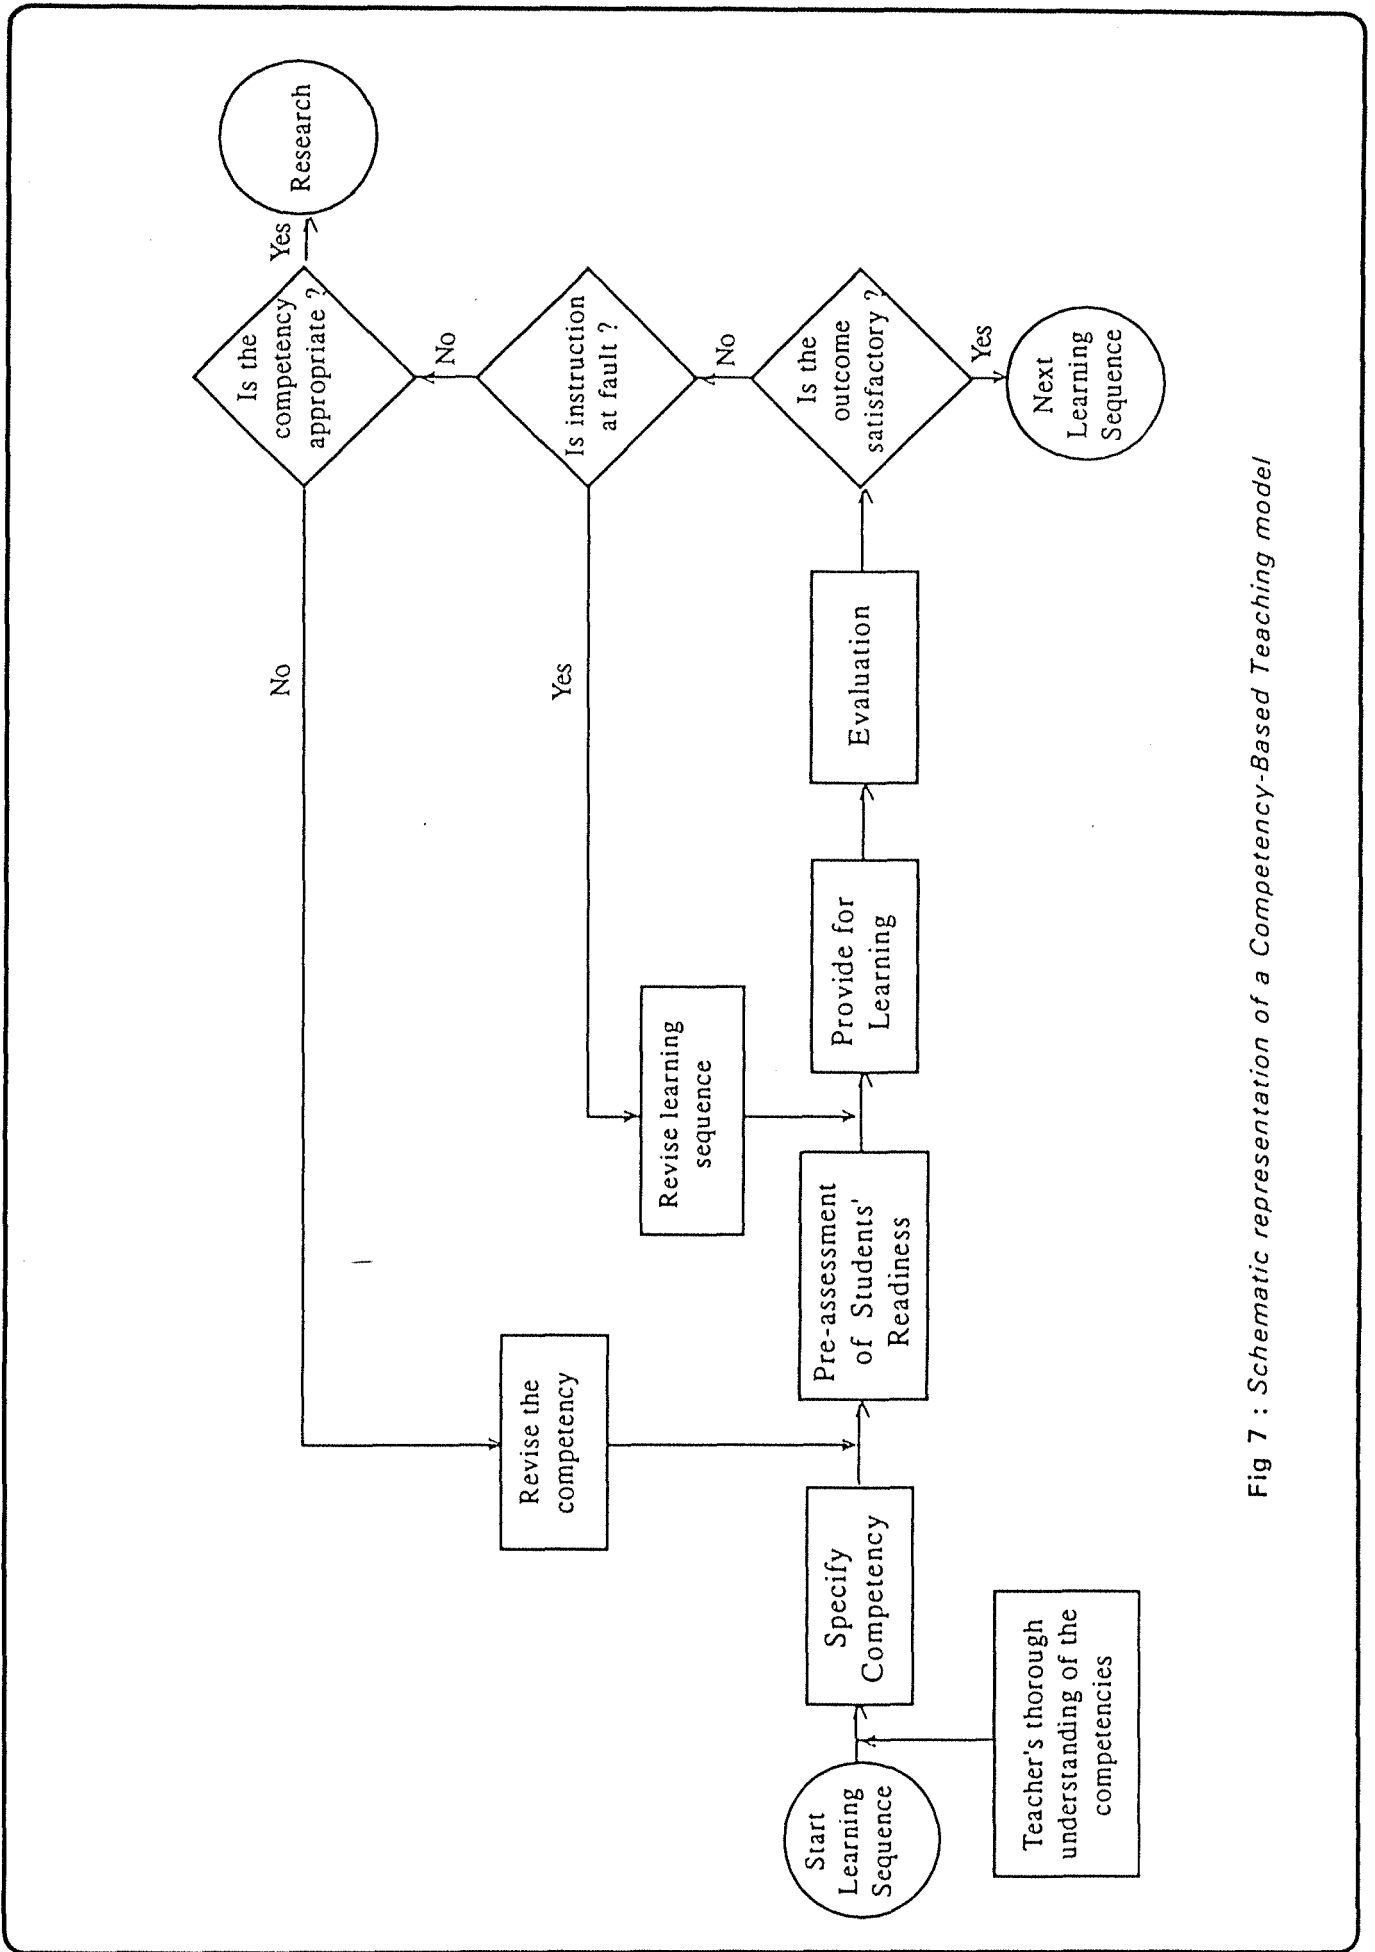 Is the
competency
appropriate ?
Yes
Research
No
No
Is instruction
at fault ?
Yes
No
Is the
outcome
satisfactory ?
Yes
Next
Learning
Sequence
Revise the
competency
Revise learning
sequence
Start
Learning
Sequence
Specify
Competency
Pre-assessment
of Students'
Readiness
Provide for
Learning
Evaluation
Teacher's thorough
understanding of the
competencies
Fig 7 : Schematic representation of a Competency-Based Teaching model